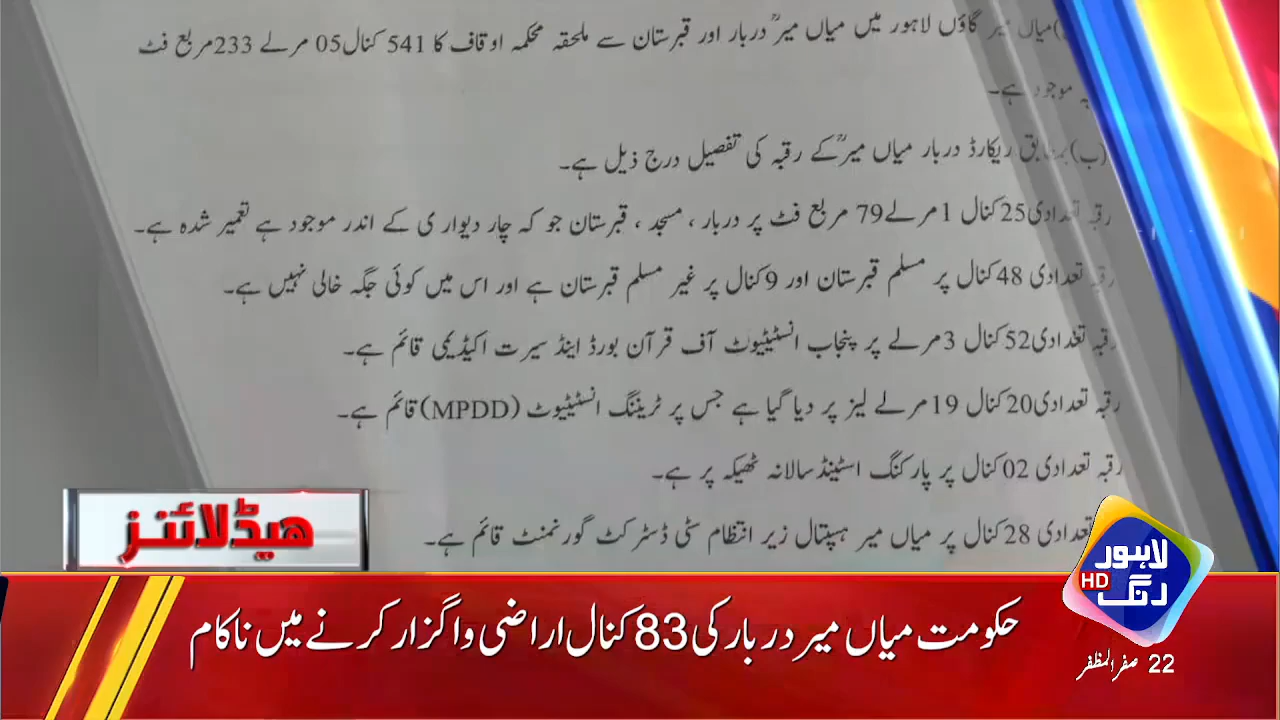 میاں میر گاؤں لاہور میں میاں میرؒ دربار اور قبرستان سے ملحقہ محکمہ اوقاف کا 541 کنال 05 مرلے 233 مربع فٹ
موجود ہے۔
(ب) بمطابق ریکارڈ دربار میاں میرؒ کے رقبہ کی تفصیل درج ذیل ہے۔
رقبہ تعدادی 25 کنال 1 مرلے 79 مربع فٹ پر دربار ، مسجد ، قبرستان جو کہ چار دیواری کے اندر موجود ہے تعمیر شدہ ہے۔
رقبہ تعدادی 48 کنال پر مسلم قبرستان اور 9 کنال پر غیر مسلم قبرستان ہے اور اس میں کوئی جگہ خالی نہیں ہے۔
رقبہ تعدادی 52 کنال 3 مرلے پر پنجاب انسٹیٹیوٹ آف قرآن بورڈ اینڈ سیرت اکیڈیمی قائم ہے۔
رقبہ تعدادی 20 کنال 19 مرلے لیز پر دیا گیا ہے جس پر ٹریننگ انسٹیٹیوٹ (MPDD) قائم ہے۔
رقبہ تعدادی 02 کنال پر پارکنگ اسٹینڈ سالانہ ٹھیکہ پر ہے۔
تعدادی 28 کنال پر میاں میر ہسپتال زیر انتظام سٹی ڈسٹرکٹ گورنمنٹ قائم ہے۔
ہیڈلائنز
لاہور
رنگ HD
حکومت میاں میر دربار کی 83 کنال اراضی واگزار کرنے میں ناکام
22 صفر المظفر